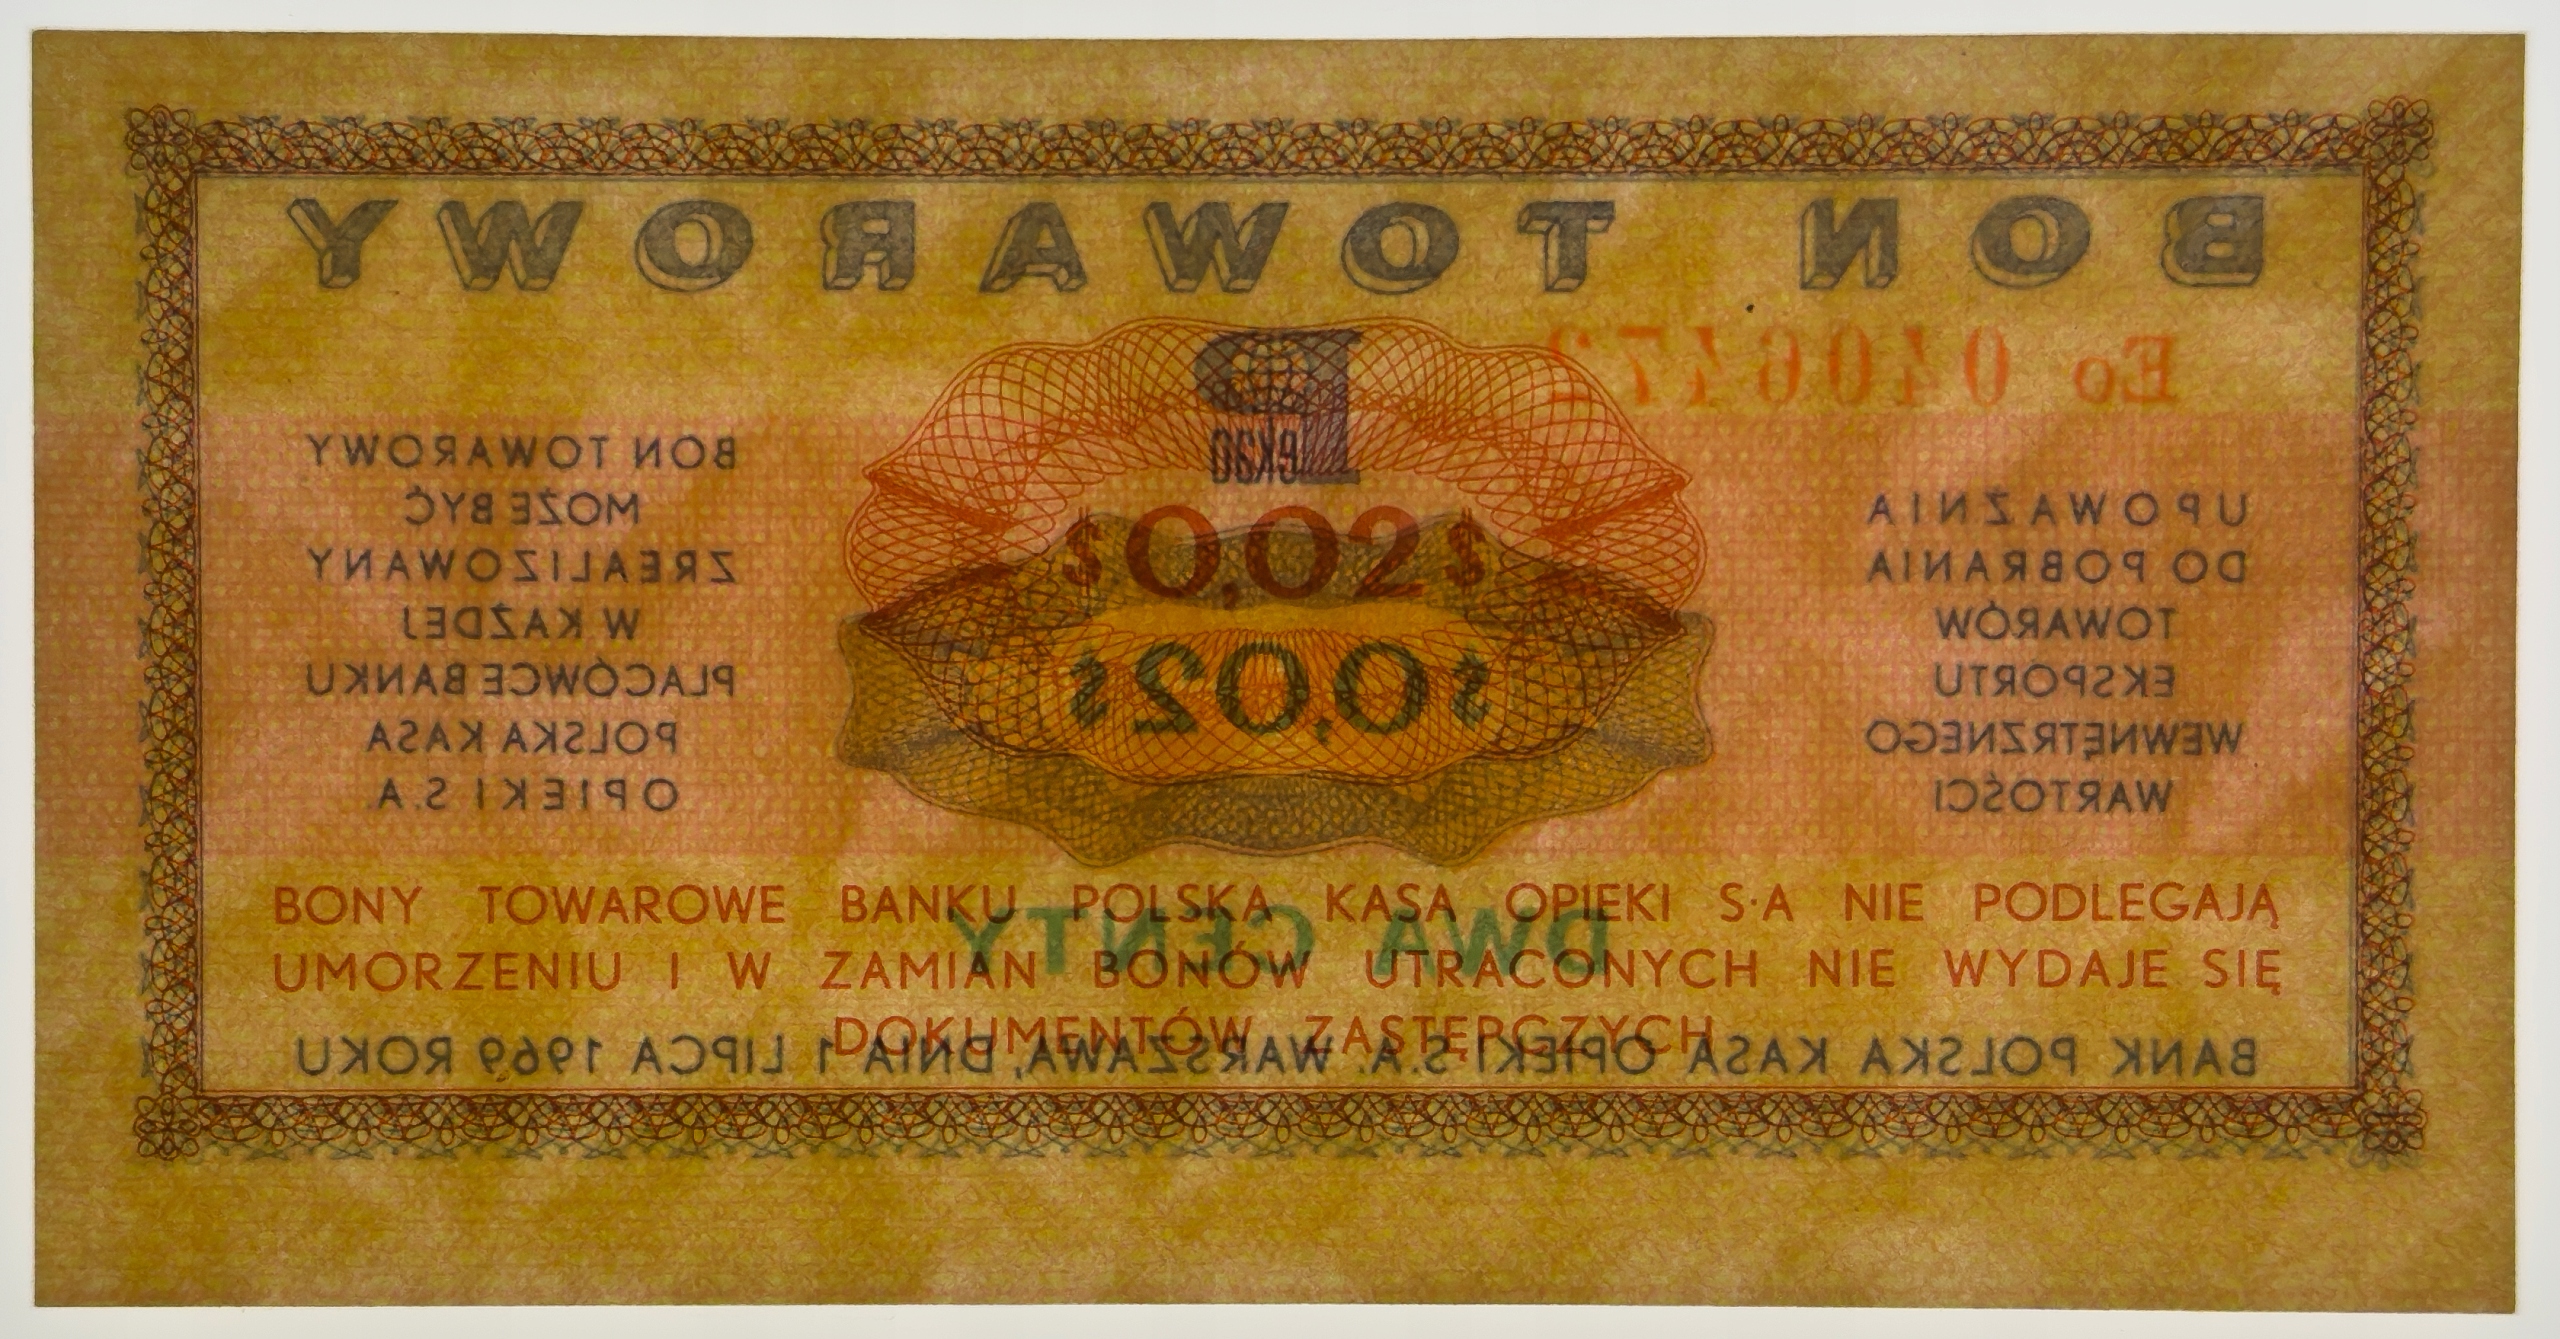 BON TOWAROWY
Eo 0406473
BON TOWAROWY
MOŻE BYĆ
ZREALIZOWANY
W KAŻDEJ
PLACÓWCE BANKU
POLSKA KASA
OPIEKI S.A.
PEKAO
$0,02$
$0,02$
UPOWAŻNIA
DO POBRANIA
TOWARÓW
EKSPORTU
WEWNĘTRZNEGO
WARTOŚCI
BONY TOWAROWE BANKU POLSKA KASA OPIEKI S·A NIE PODLEGAJĄ
DWA CENTY
UMORZENIU I W ZAMIAN BONÓW UTRACONYCH NIE WYDAJE SIĘ
DOKUMENTÓW ZASTĘPCZYCH
BANK POLSKA KASA OPIEKI S.A. WARSZAWA, DNIA 1 LIPCA 1969 ROKU